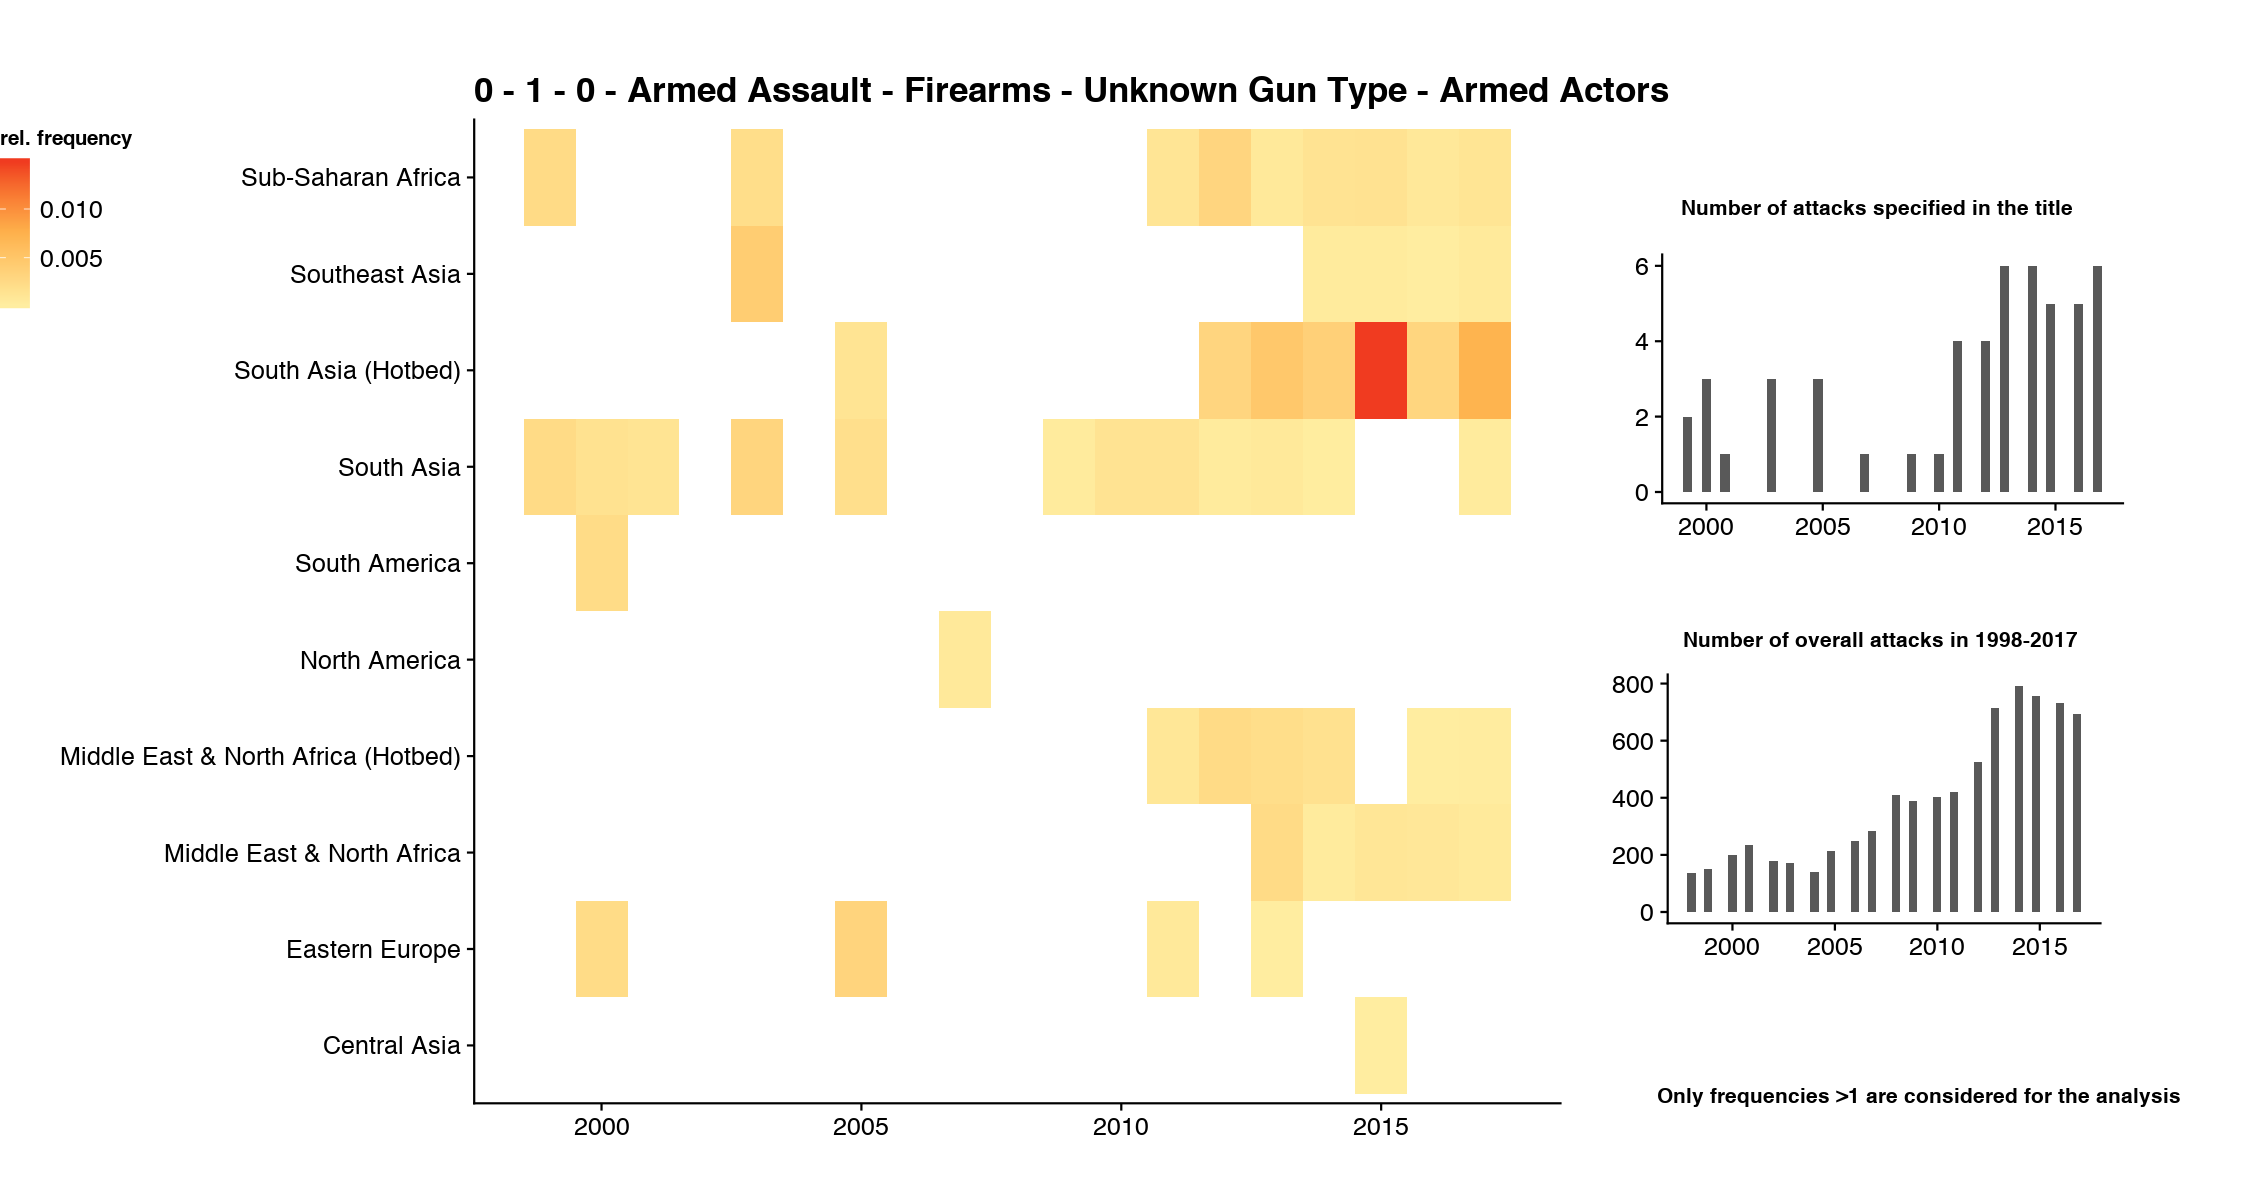 0 - 1 - 0 - Armed Assault - Firearms - Unknown Gun Type - Armed Actors
rel. frequency
0.010
0.005
Sub-Saharan Africa
Southeast Asia
South Asia (Hotbed)
South Asia
South America
North America
Middle East & North Africa (Hotbed)
Middle East & North Africa
Eastern Europe
Central Asia
2000 2005 2010 2015
Number of attacks specified in the title
6
4
2
0
2000 2005 2010 2015
Number of overall attacks in 1998-2017
800
600
400
200
0
2000 2005 2010 2015
Only frequencies >1 are considered for the analysis